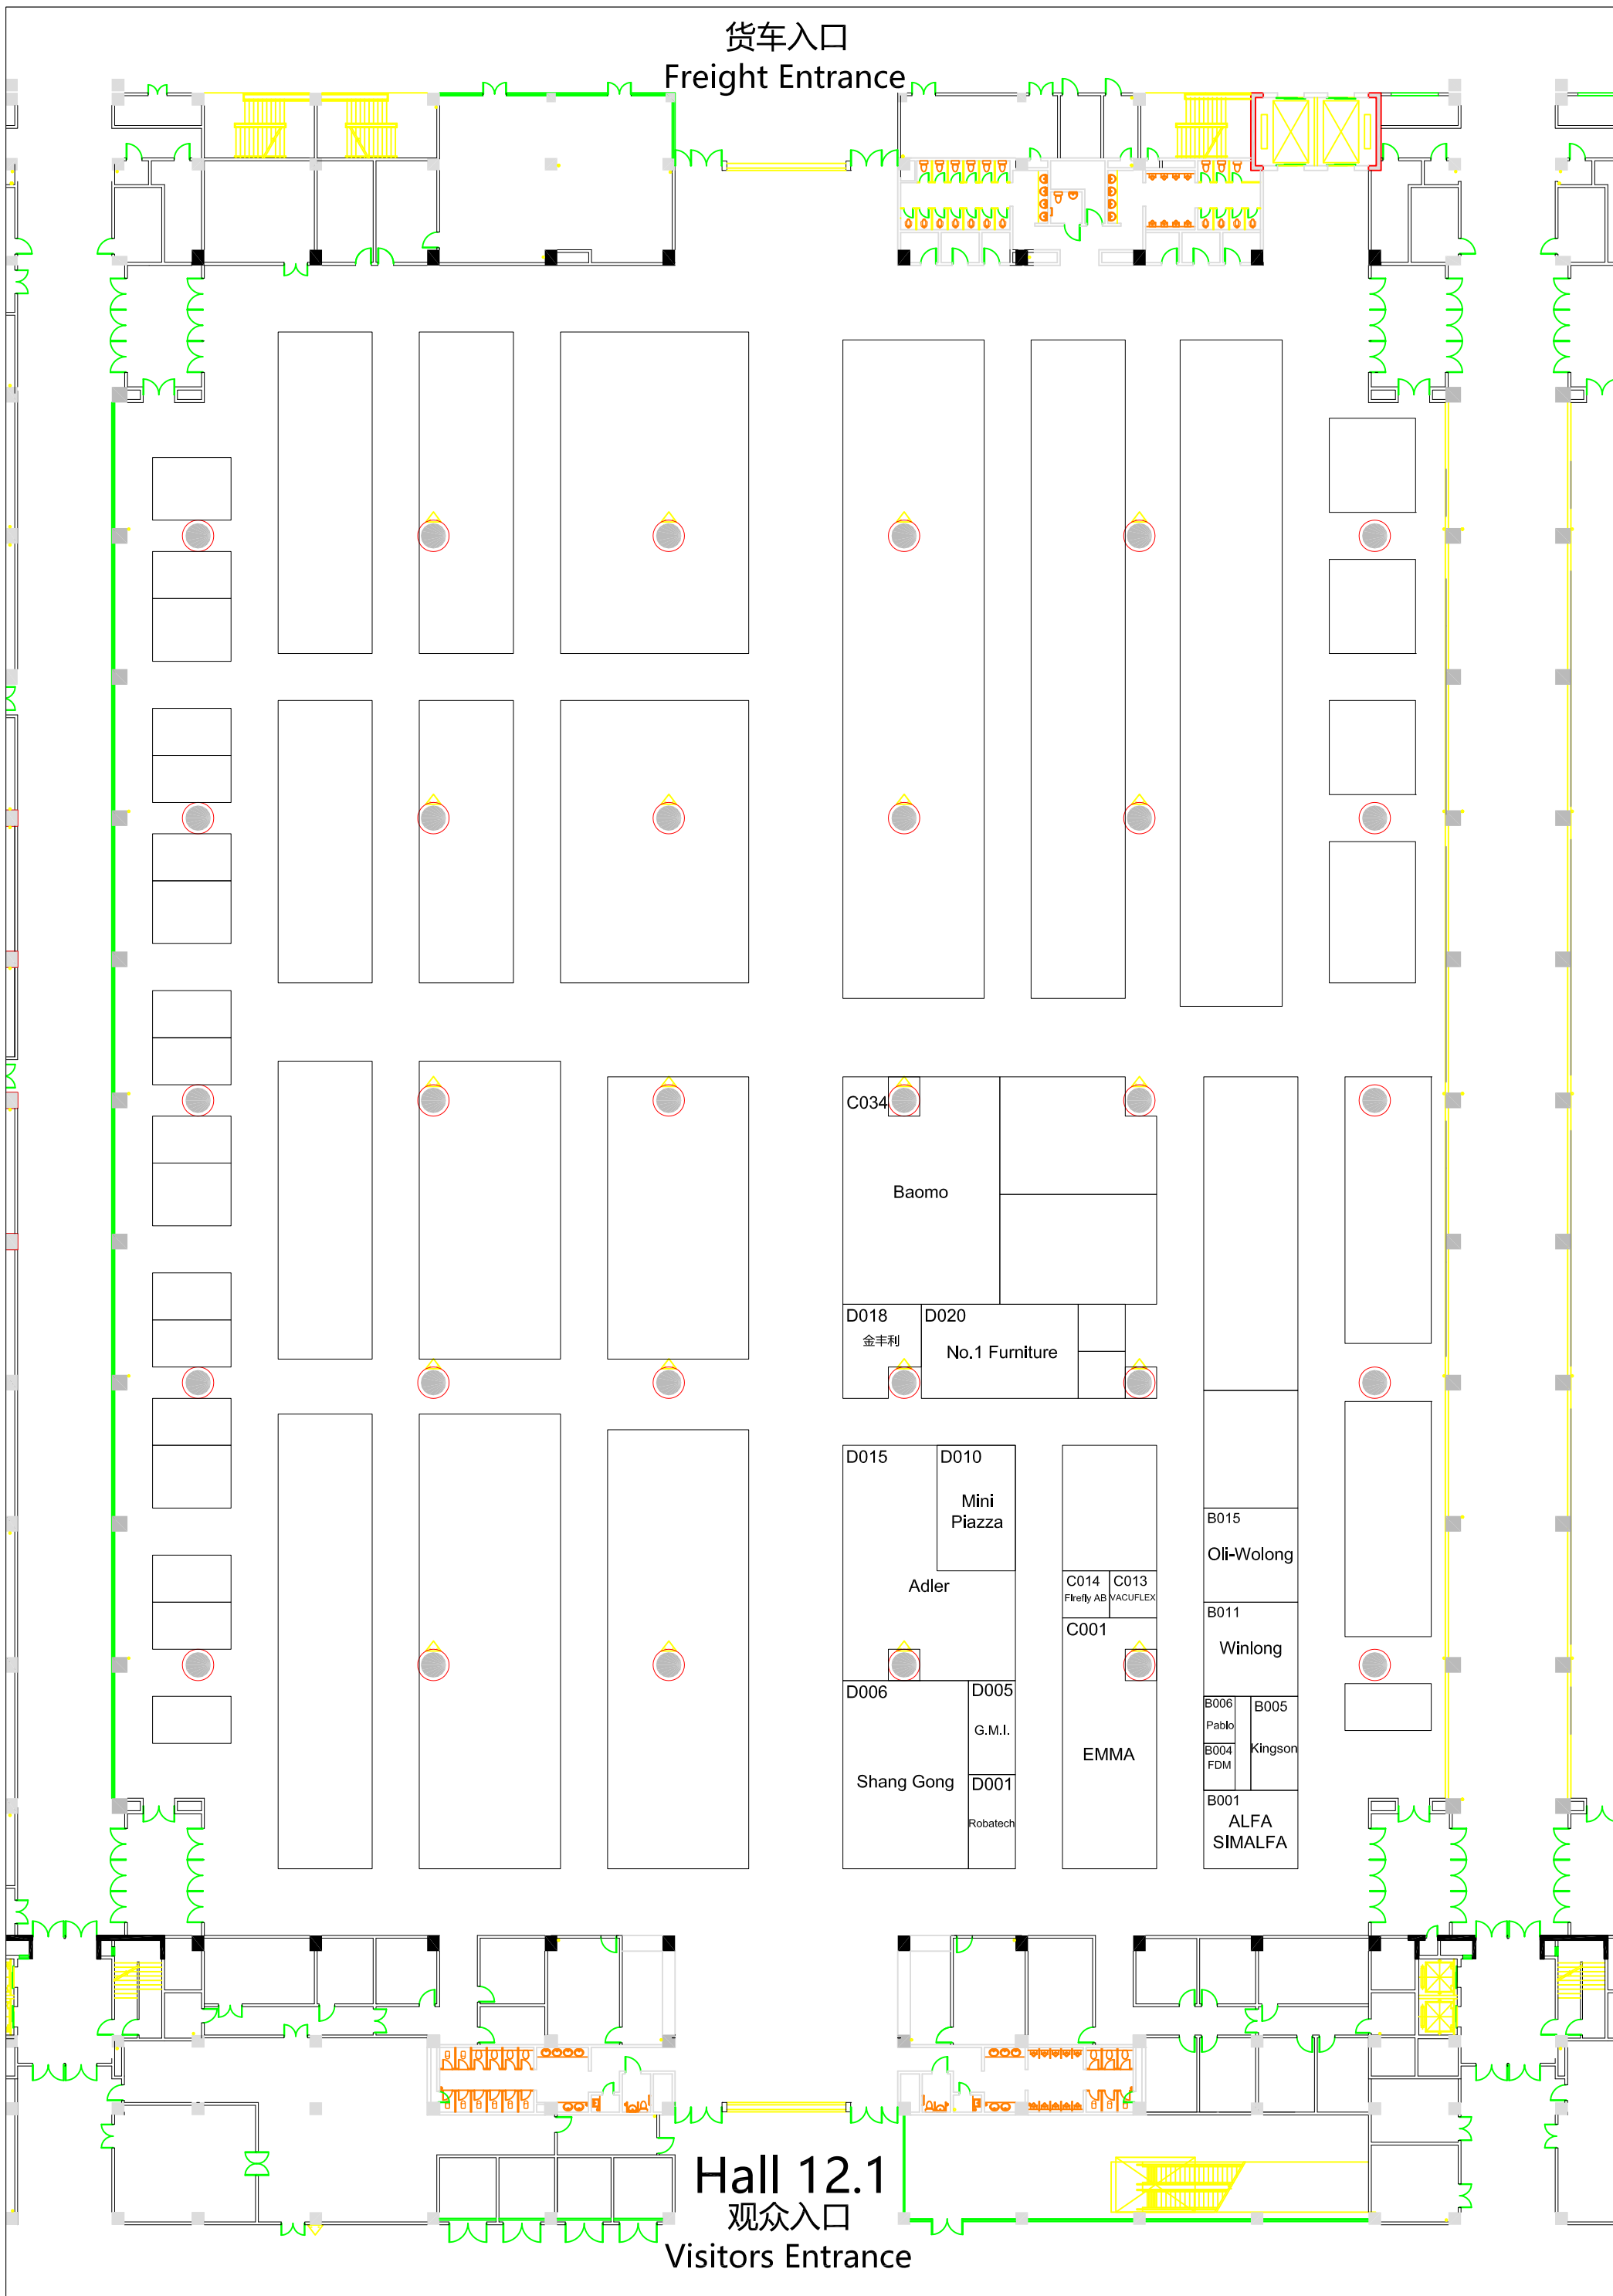 货车入口
Freight Entrance
C034
Baomo
D018
金丰利
D020
No.1 Furniture
D015
D010
Mini
Piazza
Adler
C014
Firefly AB
C013
VACUFLEX
C001
EMMA
D006
Shang Gong
D005
G.M.I.
D001
Robatech
B015
Oli-Wolong
B011
Winlong
B006
Pablo
B005
Kingson
B004
FDM
B001
ALFA
SIMALFA
Hall 12.1
观众入口
Visitors Entrance